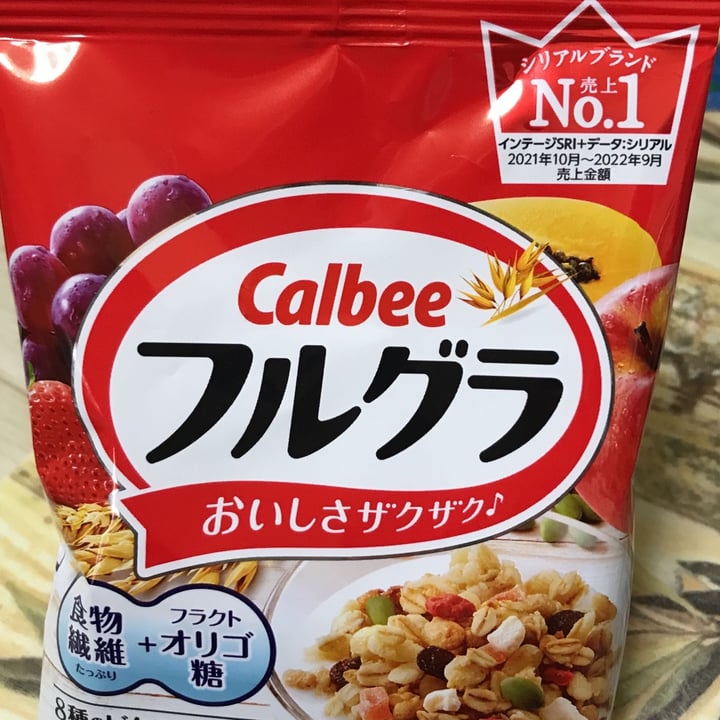 シリアルブランド
売上
No.1
インテージSRI+データ:シリアル
2021年10月～2022年9月
売上金額
Calbee
フルグラ
おいしさザクザク♪
食物
繊維
たっぷり
+
フラクト
オリゴ
糖
8種の